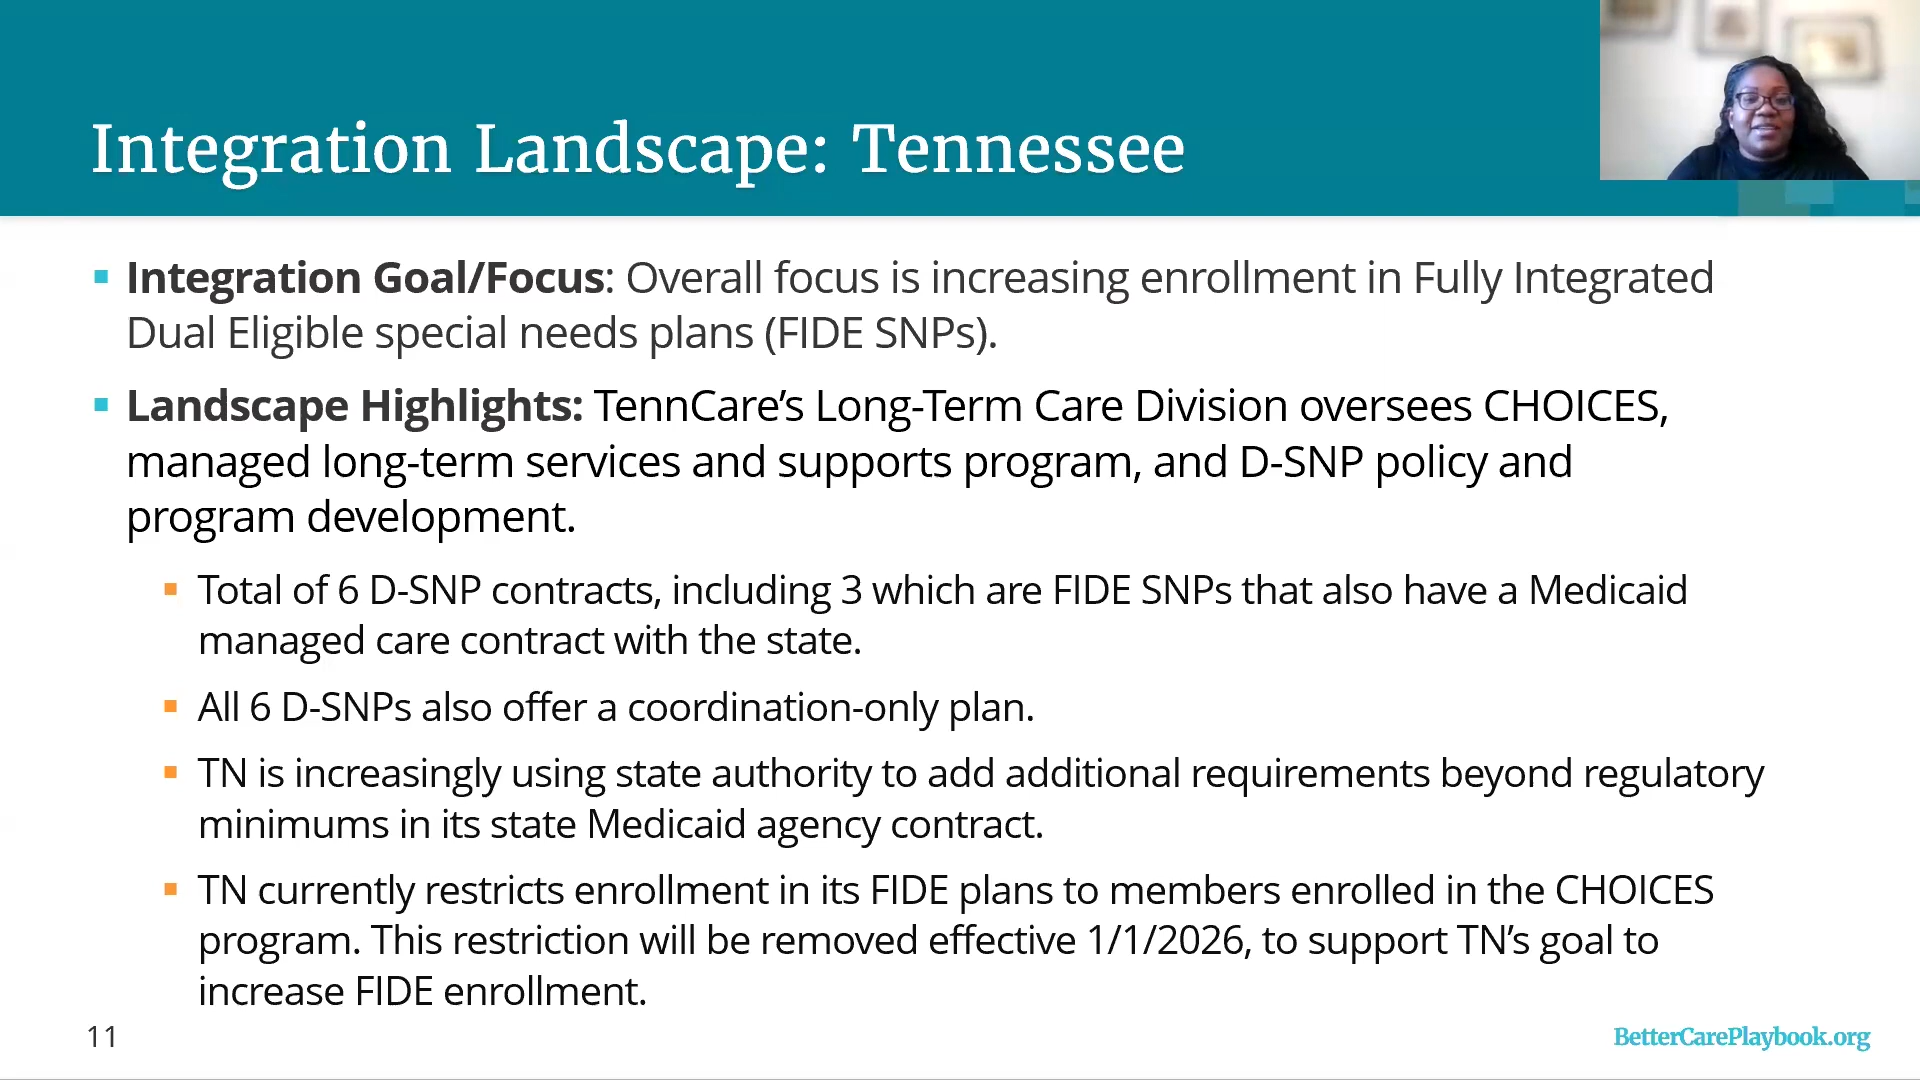 Integration Landscape: Tennessee
▪ Integration Goal/Focus: Overall focus is increasing enrollment in Fully Integrated
Dual Eligible special needs plans (FIDE SNPs).
▪ Landscape Highlights: TennCare’s Long-Term Care Division oversees CHOICES,
managed long-term services and supports program, and D-SNP policy and
program development.
▪ Total of 6 D-SNP contracts, including 3 which are FIDE SNPs that also have a Medicaid
managed care contract with the state.
▪ All 6 D-SNPs also offer a coordination-only plan.
▪ TN is increasingly using state authority to add additional requirements beyond regulatory
minimums in its state Medicaid agency contract.
▪ TN currently restricts enrollment in its FIDE plans to members enrolled in the CHOICES
program. This restriction will be removed effective 1/1/2026, to support TN’s goal to
increase FIDE enrollment.
11
BetterCarePlaybook.org